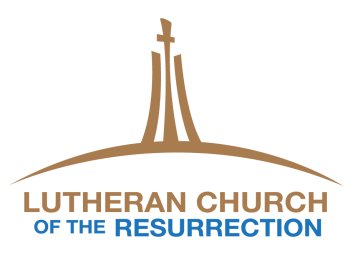 LUTHERAN CHURCH
OF THE RESURRECTION